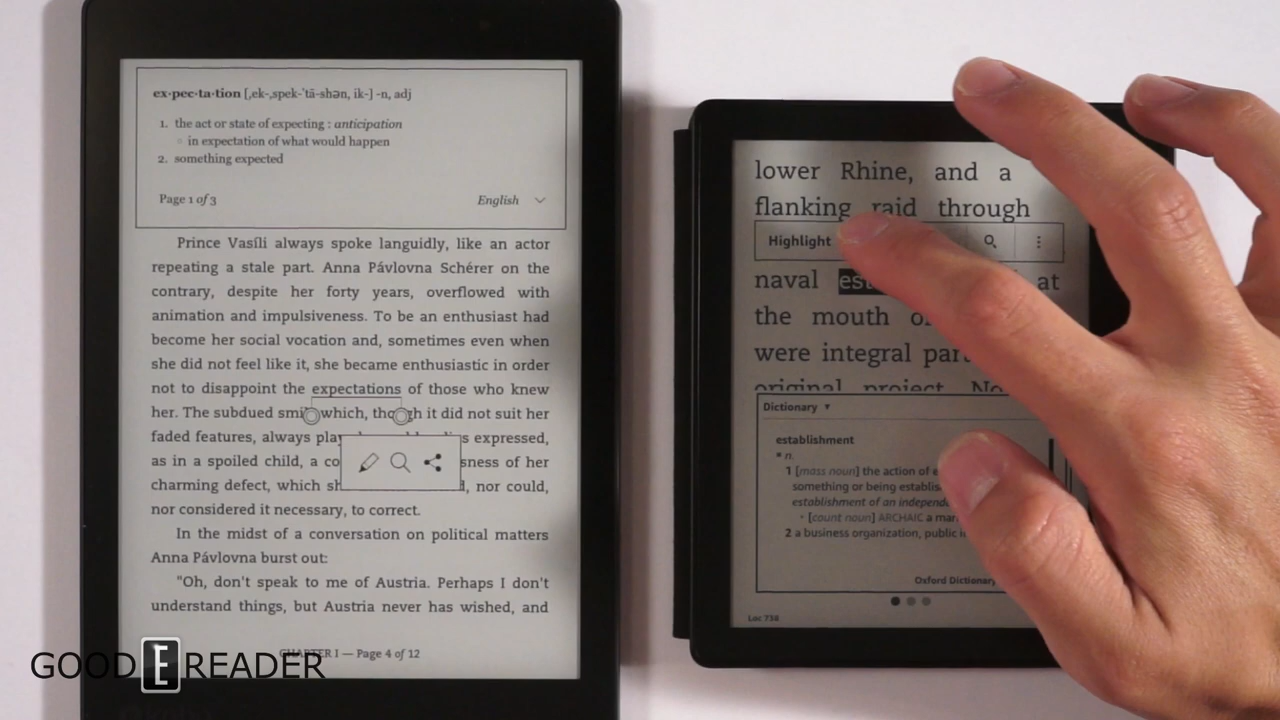 ex·pec·ta·tion [ˌek-ˌspek-ˈtā-shən, ik-] -n, adj
1. the act or state of expecting : anticipation
in expectation of what would happen
2. something expected
Page 1 of 3 English
Prince Vasíli always spoke languidly, like an actor
repeating a stale part. Anna Pávlovna Schérer on the
contrary, despite her forty years, overflowed with
animation and impulsiveness. To be an enthusiast had
become her social vocation and, sometimes even when
she did not feel like it, she became enthusiastic in order
not to disappoint the expectations of those who knew
her. The subdued smile which, though it did not suit her
faded features, always expressed,
as in a spoiled child, a of her
charming defect, which nor could,
nor considered it necessary, to correct.
In the midst of a conversation on political matters
Anna Pávlovna burst out:
"Oh, don't speak to me of Austria. Perhaps I don't
understand things, but Austria never has wished, and
CHAPTER I — Page 4 of 12
lower Rhine, and a
flanking raid through
Highlight
naval at
the mouth
were integral
original project. No
Dictionary ▼
establishment
n.
1 [mass noun] the action of
something or being
establishment of an
• [count noun] ARCHAIC a
2 a business organization, public
Oxford Dictionary
Loc 738
GOOD E READER